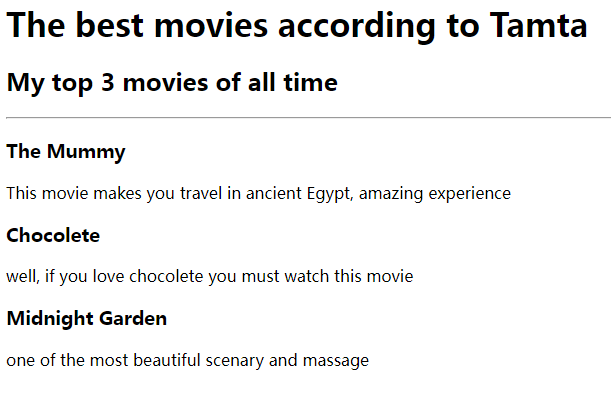 The best movies according to Tamta
My top 3 movies of all time
The Mummy
This movie makes you travel in ancient Egypt, amazing experience
Chocolete
well, if you love chocolete you must watch this movie
Midnight Garden
one of the most beautiful scenary and massage